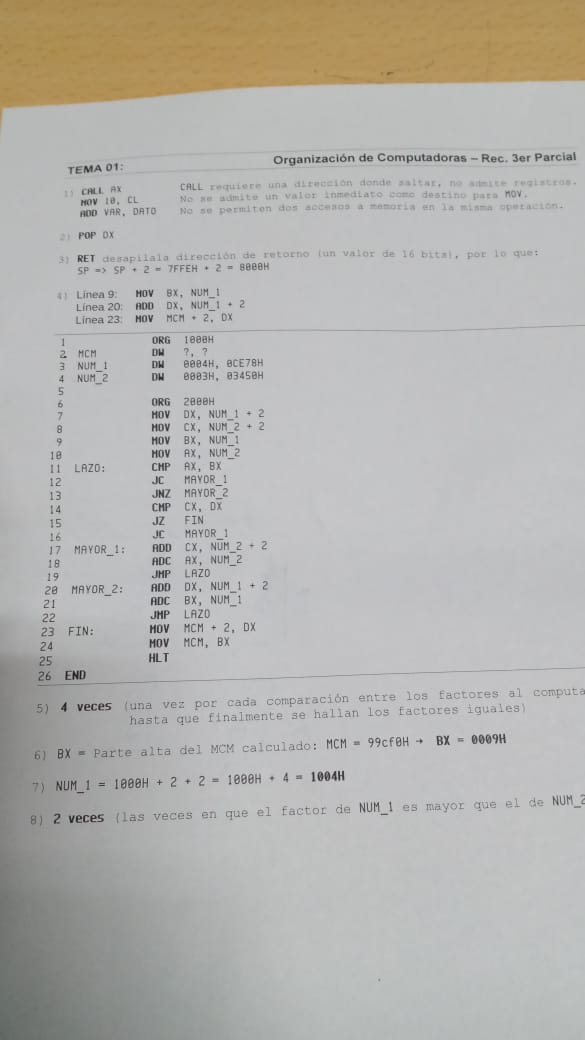 TEMA 01: Organización de Computadoras – Rec. 3er Parcial
1) CALL AX CALL requiere una dirección donde saltar, no admite registros.
MOV 10, CL No se admite un valor inmediato como destino para MOV.
ADD VAR, DATO No se permiten dos accesos a memoria en la misma operación.
2) POP DX
3) RET desapilala dirección de retorno (un valor de 16 bits), por lo que:
SP => SP + 2 = 7FFEH + 2 = 8000H
4) Línea 9: MOV BX, NUM_1
Línea 20: ADD DX, NUM_1 + 2
Línea 23: MOV MCM + 2, DX
1 ORG 1000H
2 MCM DW ?, ?
3 NUM_1 DW 0004H, 0CE78H
4 NUM_2 DW 0003H, 03450H
5
6 ORG 2000H
7 MOV DX, NUM_1 + 2
8 MOV CX, NUM_2 + 2
9 MOV BX, NUM_1
10 MOV AX, NUM_2
11 LAZO: CMP AX, BX
12 JC MAYOR_1
13 JNZ MAYOR_2
14 CMP CX, DX
15 JZ FIN
16 JC MAYOR_1
17 MAYOR_1: ADD CX, NUM_2 + 2
18 ADC AX, NUM_2
19 JMP LAZO
20 MAYOR_2: ADD DX, NUM_1 + 2
21 ADC BX, NUM_1
22 JMP LAZO
23 FIN: MOV MCM + 2, DX
24 MOV MCM, BX
25 HLT
26 END
5) 4 veces (una vez por cada comparación entre los factores al computa
hasta que finalmente se hallan los factores iguales)
6) BX = Parte alta del MCM calculado: MCM = 99cf0H → BX = 0009H
7) NUM_1 = 1000H + 2 + 2 = 1000H + 4 = 1004H
8) 2 veces (las veces en que el factor de NUM_1 es mayor que el de NUM_2